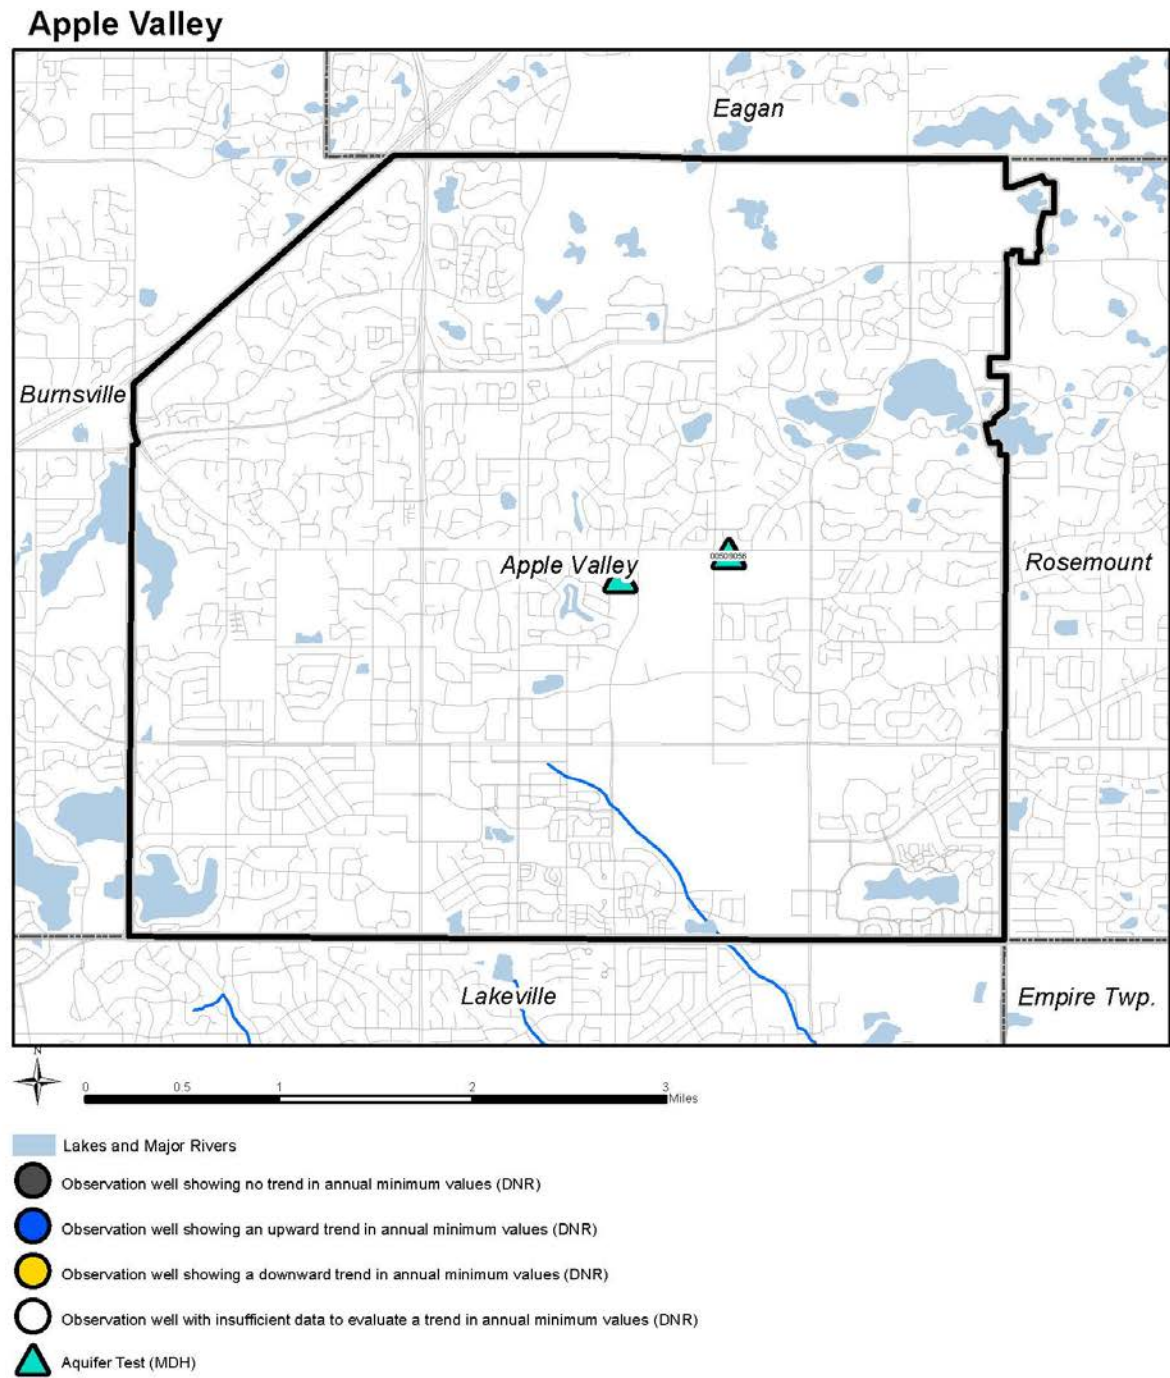 Apple Valley
Eagan
Burnsville
Apple Valley
Rosemount
Lakeville
Empire Twp.
N
0 0.5 1 2 3
Miles
Lakes and Major Rivers
Observation well showing no trend in annual minimum values (DNR)
Observation well showing an upward trend in annual minimum values (DNR)
Observation well showing a downward trend in annual minimum values (DNR)
Observation well with insufficient data to evaluate a trend in annual minimum values (DNR)
Aquifer Test (MDH)